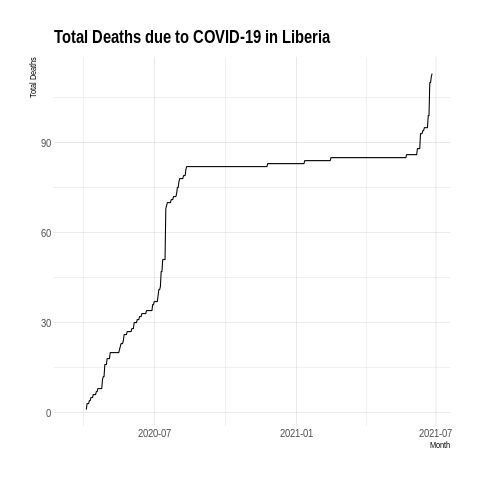 Total Deaths due to COVID-19 in Liberia
Total Deaths
90
60
30
0
2020-07
2021-01
2021-07
Month